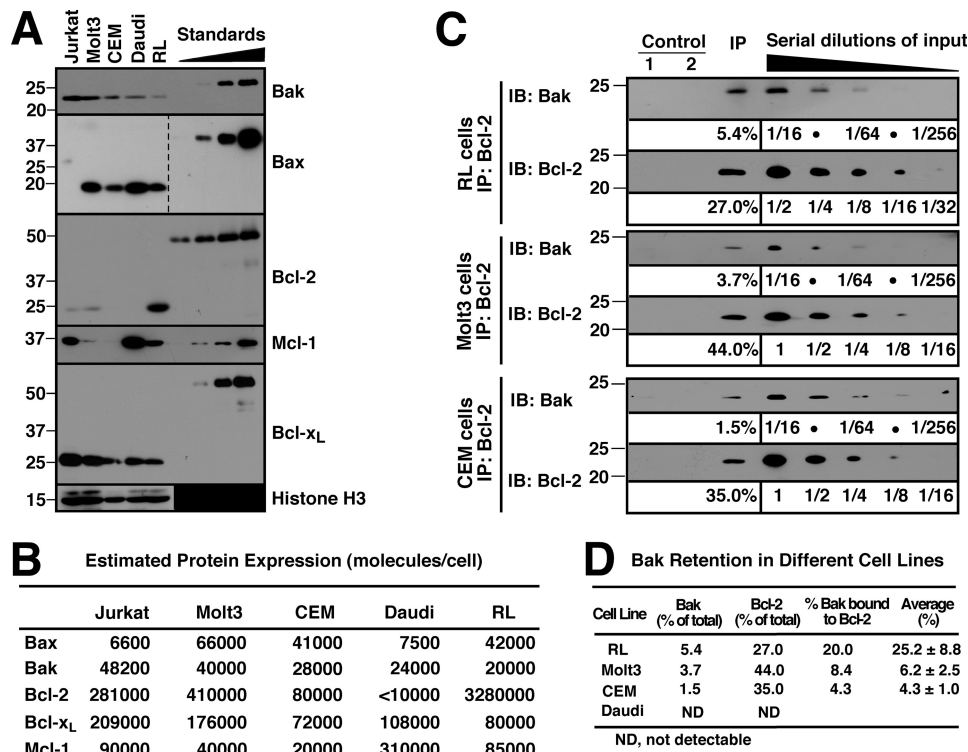 A
Jurkat
Molt3
CEM
Daudi
RL
Standards
25
20
Bak
37
25
20
Bax
50
37
25
Bcl-2
37
Mcl-1
50
37
25
Bcl-xL
15
Histone H3
B
Estimated Protein Expression (molecules/cell)
Jurkat Molt3 CEM Daudi RL
Bax 6600 66000 41000 7500 42000
Bak 48200 40000 28000 24000 20000
Bcl-2 281000 410000 80000 <10000 3280000
Bcl-xL 209000 176000 72000 108000 80000
Mcl-1 90000 40000 20000 310000 85000
C
Control IP Serial dilutions of input
1 2
RL cells
IP: Bcl-2
IB: Bak
25
5.4% 1/16 • 1/64 • 1/256
IB: Bcl-2
25
20
27.0% 1/2 1/4 1/8 1/16 1/32
Molt3 cells
IP: Bcl-2
IB: Bak
25
3.7% 1/16 • 1/64 • 1/256
IB: Bcl-2
25
20
44.0% 1 1/2 1/4 1/8 1/16
CEM cells
IP: Bcl-2
IB: Bak
25
1.5% 1/16 • 1/64 • 1/256
IB: Bcl-2
25
20
35.0% 1 1/2 1/4 1/8 1/16
D
Bak Retention in Different Cell Lines
Cell Line Bak (% of total) Bcl-2 (% of total) % Bak bound to Bcl-2 Average (%)
RL 5.4 27.0 20.0 25.2 ± 8.8
Molt3 3.7 44.0 8.4 6.2 ± 2.5
CEM 1.5 35.0 4.3 4.3 ± 1.0
Daudi ND ND
ND, not detectable